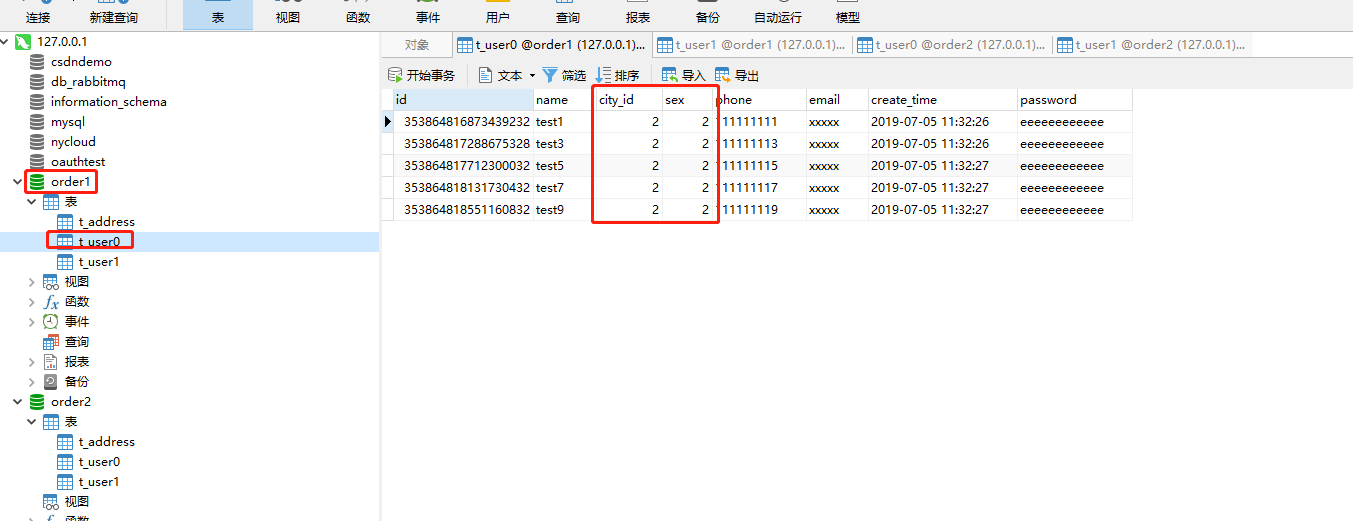 连接 新建查询 表 视图 函数 事件 用户 查询 报表 备份 自动运行 模型
127.0.0.1
csdndemo
db_rabbitmq
information_schema
mysql
nycloud
oauthtest
order1
表
t_address
t_user0
t_user1
视图
函数
事件
查询
报表
备份
order2
表
t_address
t_user0
t_user1
视图
函数
对象 t_user0 @order1 (127.0.0.1)... t_user1 @order1 (127.0.0.1)... t_user0 @order2 (127.0.0.1)... t_user1 @order2 (127.0.0.1)...
开始事务 文本 筛选 排序 导入 导出
id name city_id sex phone email create_time password
353864816873439232 test1 2 2 111111111 xxxxx 2019-07-05 11:32:26 eeeeeeeeeeee
353864817288675328 test3 2 2 111111113 xxxxx 2019-07-05 11:32:26 eeeeeeeeeeee
353864817712300032 test5 2 2 111111115 xxxxx 2019-07-05 11:32:27 eeeeeeeeeeee
353864818131730432 test7 2 2 111111117 xxxxx 2019-07-05 11:32:27 eeeeeeeeeeee
353864818551160832 test9 2 2 111111119 xxxxx 2019-07-05 11:32:27 eeeeeeeeeeee